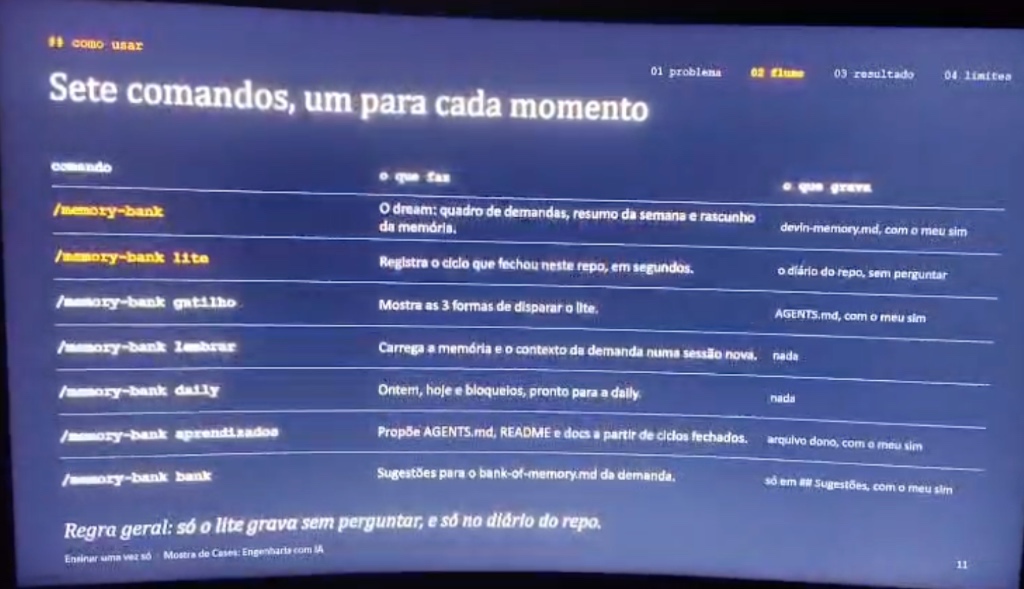 ## como usar
01 problema 02 fluxo 03 resultado 04 limites
Sete comandos, um para cada momento
comando o que faz o que grava
/memory-bank O dream: quadro de demandas, resumo da semana e rascunho da memória. devin-memory.md, com o meu sim
/memory-bank lite Registra o ciclo que fechou neste repo, em segundos. o diário do repo, sem perguntar
/memory-bank gatilho Mostra as 3 formas de disparar o lite. AGENTS.md, com o meu sim
/memory-bank lembrar Carrega a memória e o contexto da demanda numa sessão nova. nada
/memory-bank daily Ontem, hoje e bloqueios, pronto para a daily. nada
/memory-bank aprendizados Propõe AGENTS.md, README e docs a partir de ciclos fechados. arquivo dono, com o meu sim
/memory-bank bank Sugestões para o bank-of-memory.md da demanda. só em ## Sugestões, com o meu sim
Regra geral: só o lite grava sem perguntar, e só no diário do repo.
Ensinar uma vez só · Mostra de Cases: Engenharia com IA
11